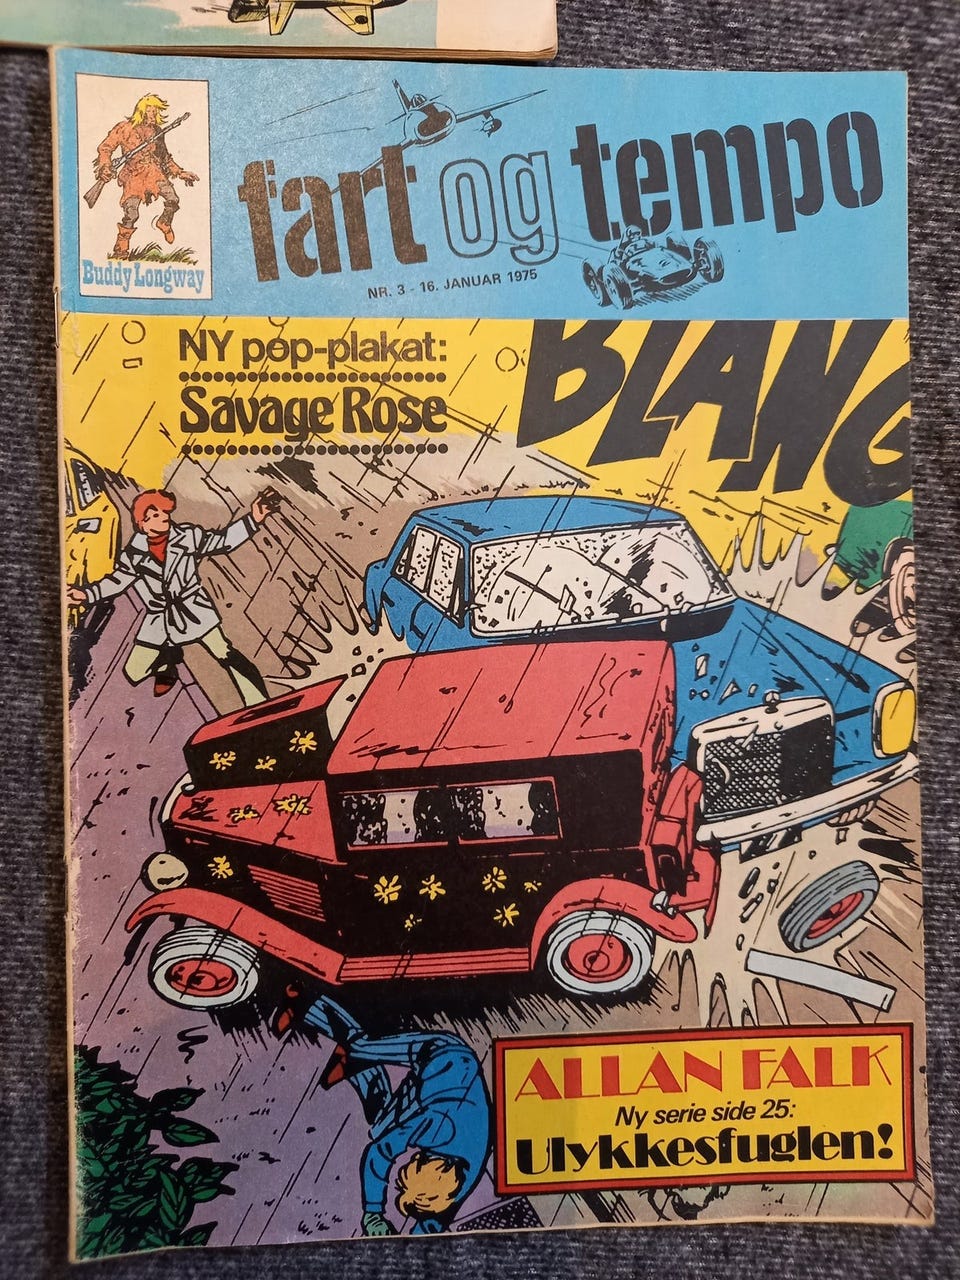 Buddy Longway
fart og tempo
NR. 3 - 16. JANUAR 1975
NY pop-plakat:
Savage Rose
BLANG
ALLAN FALK
Ny serie side 25:
Ulykkesfuglen!